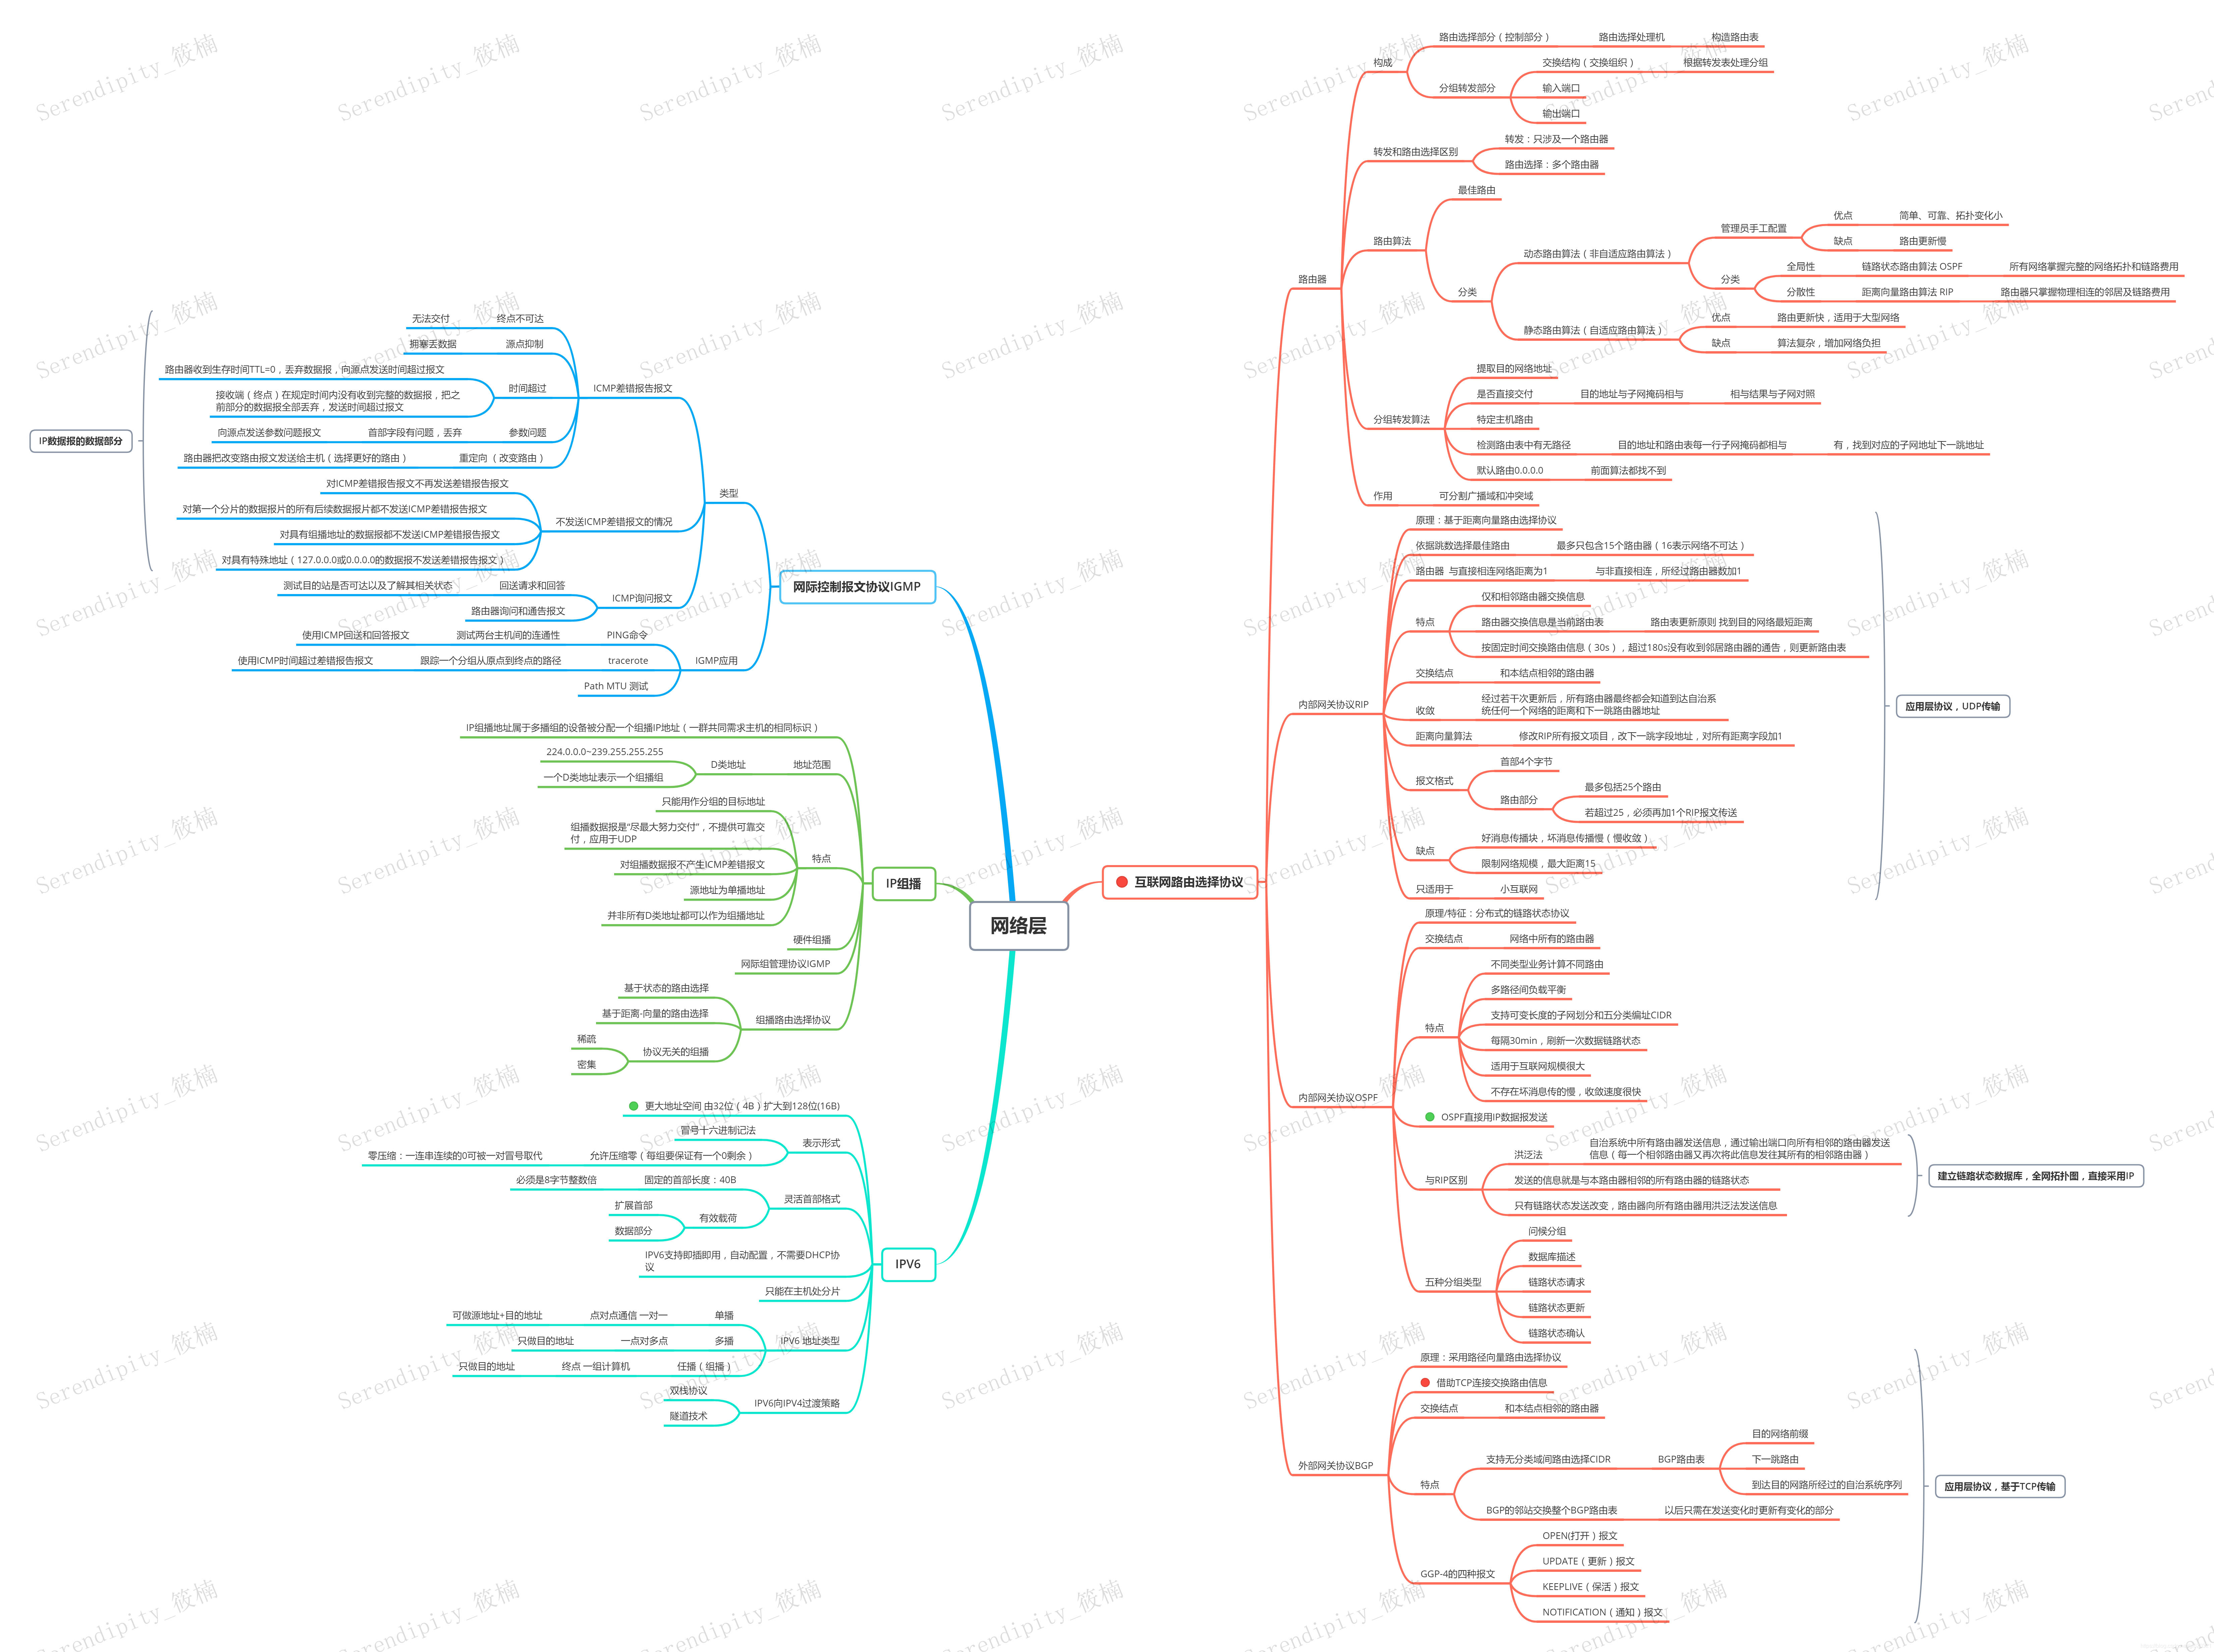 网络层
互联网路由选择协议
路由器
构成
路由选择部分（控制部分）
路由选择处理机
构造路由表
分组转发部分
交换结构（交换组织）
根据转发表处理分组
输入端口
输出端口
转发和路由选择区别
转发：只涉及一个路由器
路由选择：多个路由器
路由算法
最佳路由
分类
动态路由算法（非自适应路由算法）
管理员手工配置
优点
简单、可靠、拓扑变化小
缺点
路由更新慢
分类
全局性
链路状态路由算法 OSPF
所有网络掌握完整的网络拓扑和链路费用
分散性
距离向量路由算法 RIP
路由器只掌握物理相连的邻居及链路费用
静态路由算法（自适应路由算法）
优点
路由更新快，适用于大型网络
缺点
算法复杂，增加网络负担
分组转发算法
提取目的网络地址
是否直接交付
目的地址与子网掩码相与
相与结果与子网对照
特定主机路由
检测路由表中有无路径
目的地址和路由表每一行子网掩码都相与
有，找到对应的子网地址下一跳地址
默认路由0.0.0.0
前面算法都找不到
作用
可分割广播域和冲突域
内部网关协议RIP
原理：基于距离向量路由选择协议
依据跳数选择最佳路由
最多只包含15个路由器（16表示网络不可达）
路由器 与直接相连网络距离为1
与非直接相连，所经过路由器数加1
特点
仅和相邻路由器交换信息
路由器交换信息是当前路由表
路由表更新原则 找到目的网络最短距离
按固定时间交换路由信息（30s），超过180s没有收到邻居路由器的通告，则更新路由表
交换结点
和本结点相邻的路由器
收敛
经过若干次更新后，所有路由器最终都会知道到达自治系
统任何一个网络的距离和下一跳路由器地址
距离向量算法
修改RIP所有报文项目，改下一跳字段地址，对所有距离字段加1
报文格式
首部4个字节
路由部分
最多包括25个路由
若超过25，必须再加1个RIP报文传送
缺点
好消息传播块，坏消息传播慢（慢收敛）
限制网络规模，最大距离15
只适用于
小互联网
应用层协议，UDP传输
内部网关协议OSPF
原理/特征：分布式的链路状态协议
交换结点
网络中所有的路由器
特点
不同类型业务计算不同路由
多路径间负载平衡
支持可变长度的子网划分和五分类编址CIDR
每隔30min，刷新一次数据链路状态
适用于互联网规模很大
不存在坏消息传的慢，收敛速度很快
OSPF直接用IP数据报发送
与RIP区别
洪泛法
自治系统中所有路由器发送信息，通过输出端口向所有相邻的路由器发送
信息（每一个相邻路由器又再次将此信息发往其所有的相邻路由器）
发送的信息就是与本路由器相邻的所有路由器的链路状态
只有链路状态发送改变，路由器向所有路由器用洪泛法发送信息
建立链路状态数据库，全网拓扑图，直接采用IP
五种分组类型
问候分组
数据库描述
链路状态请求
链路状态更新
链路状态确认
外部网关协议BGP
原理：采用路径向量路由选择协议
借助TCP连接交换路由信息
交换结点
和本结点相邻的路由器
特点
支持无分类域间路由选择CIDR
BGP路由表
目的网络前缀
下一跳路由
到达目的网路所经过的自治系统序列
BGP的邻站交换整个BGP路由表
以后只需在发送变化时更新有变化的部分
GGP-4的四种报文
OPEN(打开）报文
UPDATE（更新）报文
KEEPLIVE（保活）报文
NOTIFICATION（通知）报文
应用层协议，基于TCP传输
网际控制报文协议IGMP
类型
ICMP差错报告报文
终点不可达
无法交付
源点抑制
拥塞丢数据
时间超过
路由器收到生存时间TTL=0，丢弃数据报，向源点发送时间超过报文
接收端（终点）在规定时间内没有收到完整的数据报，把之
前部分的数据报全部丢弃，发送时间超过报文
参数问题
首部字段有问题，丢弃
向源点发送参数问题报文
重定向 （改变路由）
路由器把改变路由报文发送给主机（选择更好的路由）
不发送ICMP差错报文的情况
对ICMP差错报告报文不再发送差错报告报文
对第一个分片的数据报片的所有后续数据报片都不发送ICMP差错报告报文
对具有组播地址的数据报都不发送ICMP差错报告报文
对具有特殊地址（127.0.0.0或0.0.0.0的数据报不发送差错报告报文）
IP数据报的数据部分
ICMP询问报文
回送请求和回答
测试目的站是否可达以及了解其相关状态
路由器询问和通告报文
IGMP应用
PING命令
测试两台主机间的连通性
使用ICMP回送和回答报文
tracerote
跟踪一个分组从原点到终点的路径
使用ICMP时间超过差错报告报文
Path MTU 测试
IP组播
IP组播地址属于多播组的设备被分配一个组播IP地址（一群共同需求主机的相同标识）
地址范围
D类地址
224.0.0.0~239.255.255.255
一个D类地址表示一个组播组
特点
只能用作分组的目标地址
组播数据报是“尽最大努力交付”，不提供可靠交
付，应用于UDP
对组播数据报不产生ICMP差错报文
源地址为单播地址
并非所有D类地址都可以作为组播地址
硬件组播
网际组管理协议IGMP
组播路由选择协议
基于状态的路由选择
基于距离-向量的路由选择
协议无关的组播
稀疏
密集
IPV6
更大地址空间 由32位（4B）扩大到128位(16B)
表示形式
冒号十六进制记法
允许压缩零（每组要保证有一个0剩余）
零压缩：一连串连续的0可被一对冒号取代
灵活首部格式
固定的首部长度：40B
必须是8字节整数倍
有效载荷
扩展首部
数据部分
IPV6支持即插即用，自动配置，不需要DHCP协
议
只能在主机处分片
IPV6 地址类型
单播
点对点通信 一对一
可做源地址+目的地址
多播
一点对多点
只做目的地址
任播（组播）
终点 一组计算机
只做目的地址
IPV6向IPV4过渡策略
双栈协议
隧道技术
Serendipity_筱楠